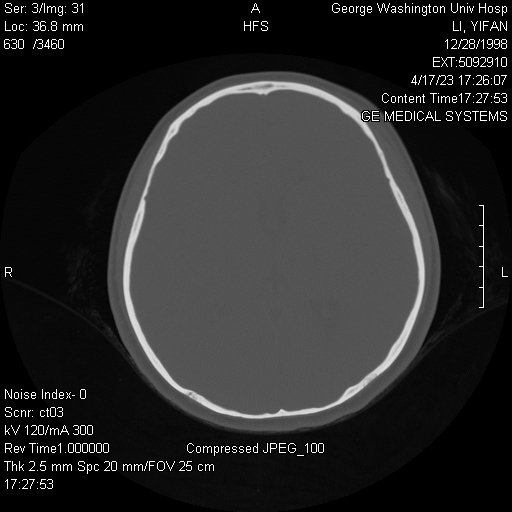 Ser: 3/Img: 31
Loc: 36.8 mm
630 /3460
A
HFS
George Washington Univ Hosp
LI, YIFAN
12/28/1998
EXT:5092910
4/17/23 17:26:07
Content Time17:27:53
GE MEDICAL SYSTEMS
R
L
Noise Index- 0
Scnr: ct03
kV 120/mA 300
Rev Time1.000000
Thk 2.5 mm Spc 20 mm/FOV 25 cm
17:27:53
Compressed JPEG_100